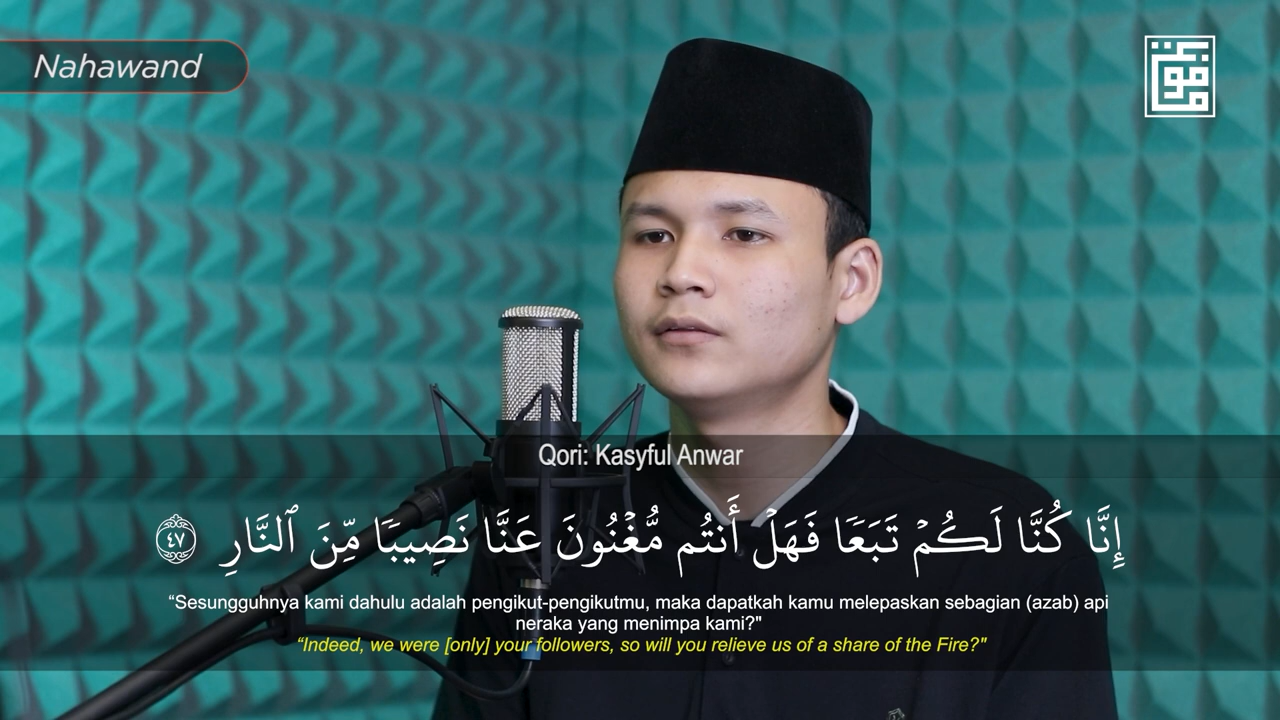 Nahawand
Qori: Kasyful Anwar
إِنَّا كُنَّا لَكُمْ تَبَعًا فَهَلْ أَنتُم مُّغْنُونَ عَنَّا نَصِيبًا مِّنَ ٱلنَّارِ ٤٧
“Sesungguhnya kami dahulu adalah pengikut-pengikutmu, maka dapatkah kamu melepaskan sebagian (azab) api
neraka yang menimpa kami?"
“Indeed, we were [only] your followers, so will you relieve us of a share of the Fire?"